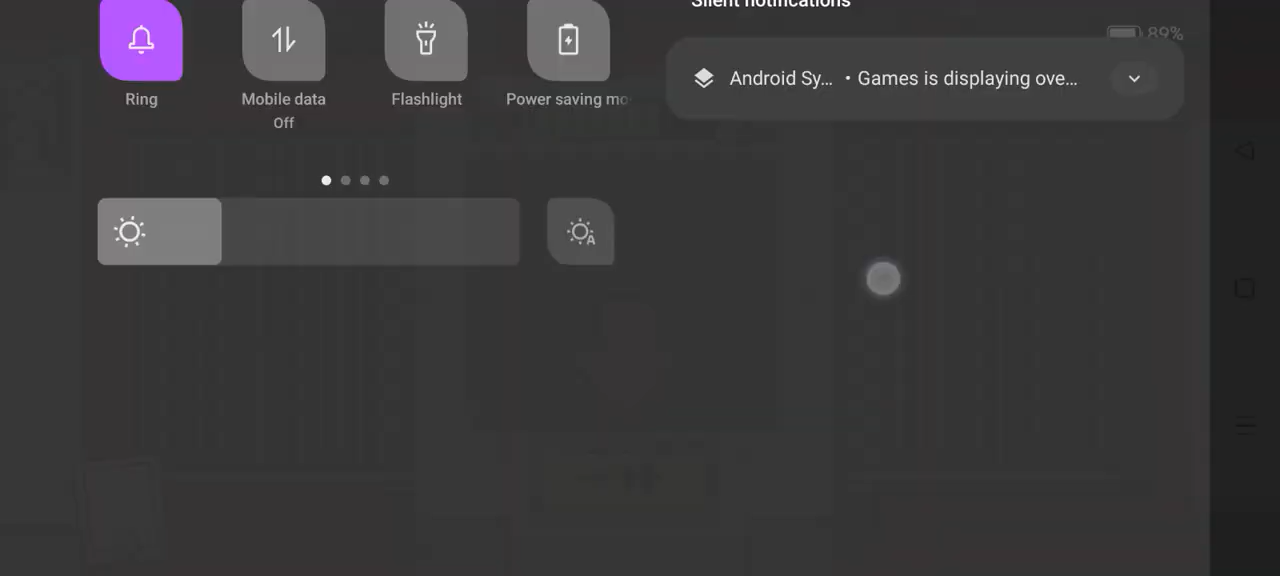 Silent notifications
89%
Android Sy... • Games is displaying ove...
Ring
Mobile data
Off
Flashlight
Power saving mo
A